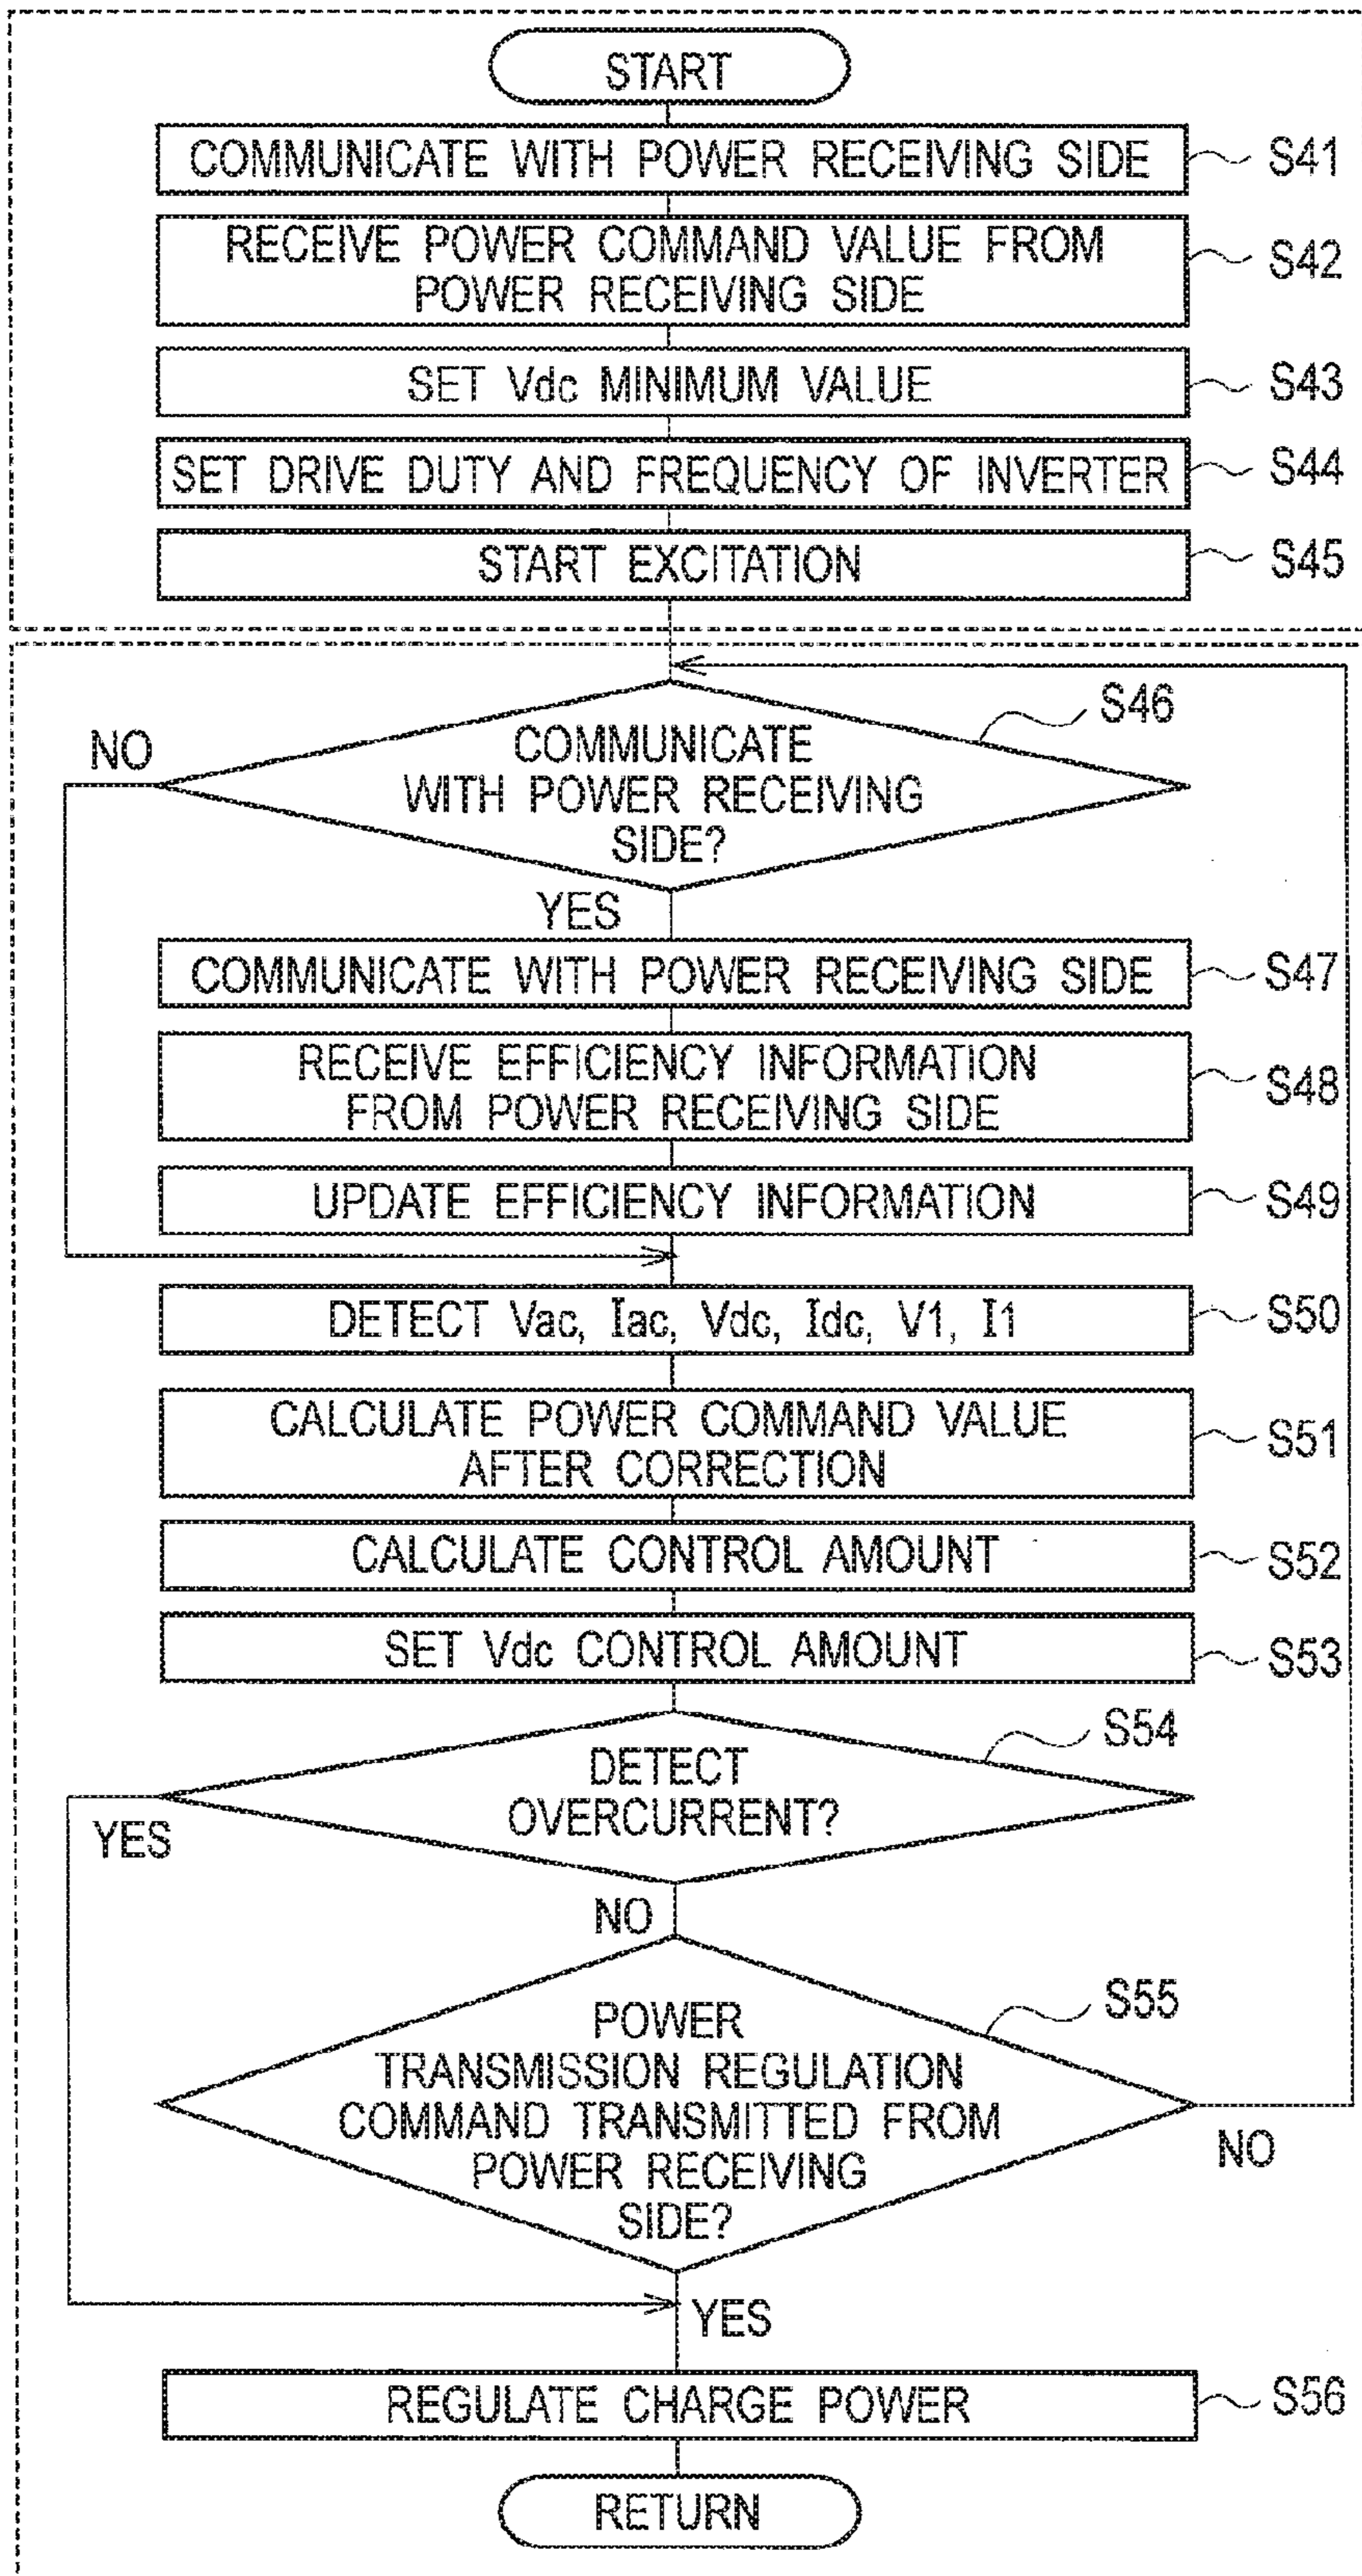 START
COMMUNICATE WITH POWER RECEIVING SIDE
S41
RECEIVE POWER COMMAND VALUE FROM
POWER RECEIVING SIDE
S42
SET Vdc MINIMUM VALUE
S43
SET DRIVE DUTY AND FREQUENCY OF INVERTER
S44
START EXCITATION
S45
S46
NO
COMMUNICATE
WITH POWER RECEIVING
SIDE?
YES
COMMUNICATE WITH POWER RECEIVING SIDE
S47
RECEIVE EFFICIENCY INFORMATION
FROM POWER RECEIVING SIDE
S48
UPDATE EFFICIENCY INFORMATION
S49
DETECT Vac, Iac, Vdc, Idc, V1, I1
S50
CALCULATE POWER COMMAND VALUE
AFTER CORRECTION
S51
CALCULATE CONTROL AMOUNT
S52
SET Vdc CONTROL AMOUNT
S53
S54
DETECT
OVERCURRENT?
YES
NO
S55
POWER
TRANSMISSION REGULATION
COMMAND TRANSMITTED FROM
POWER RECEIVING
SIDE?
NO
YES
REGULATE CHARGE POWER
S56
RETURN